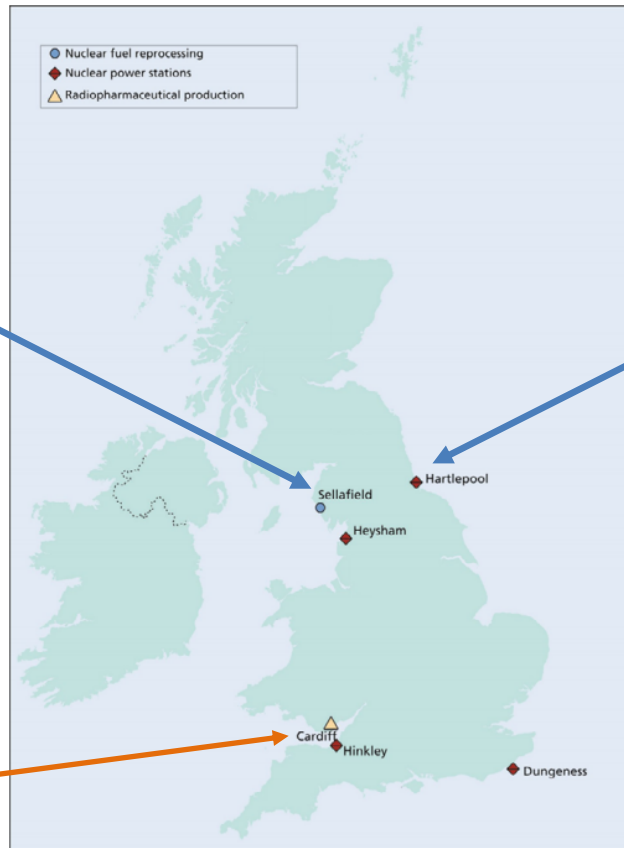 Nuclear fuel reprocessing
Nuclear power stations
Radiopharmaceutical production
Hartlepool
Sellafield
Heysham
Cardiff
Hinkley
Dungeness